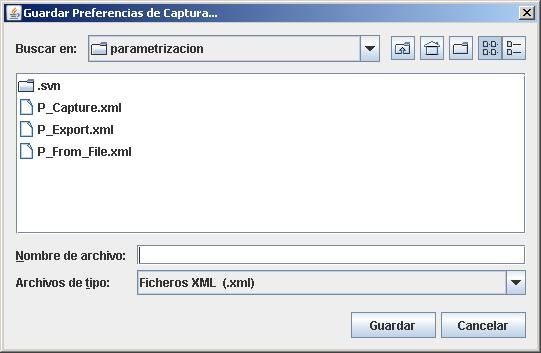 Guardar Preferencias de Captura...
Buscar en: parametrizacion
.svn
P_Capture.xml
P_Export.xml
P_From_File.xml
Nombre de archivo:
Archivos de tipo: Ficheros XML (.xml)
Guardar Cancelar